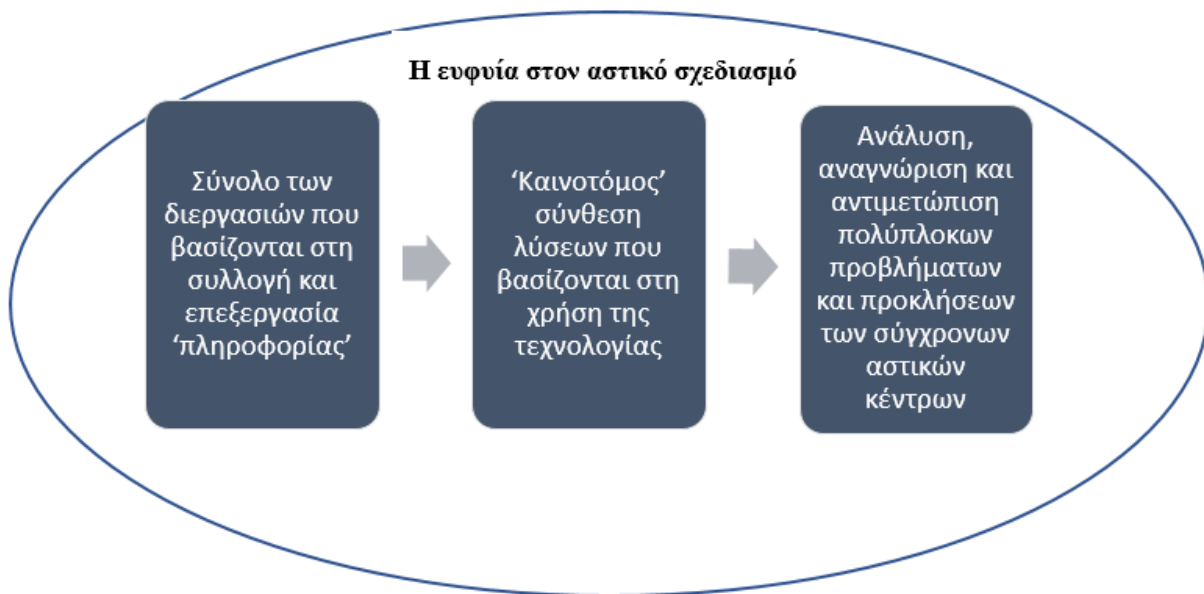 Η ευφυία στον αστικό σχεδιασμό
Σύνολο των
διεργασιών που
βασίζονται στη
συλλογή και
επεξεργασία
‘πληροφορίας’
‘Καινοτόμος’
σύνθεση
λύσεων που
βασίζονται στη
χρήση της
τεχνολογίας
Ανάλυση,
αναγνώριση και
αντιμετώπιση
πολύπλοκων
προβλήματων
και προκλήσεων
των σύγχρονων
αστικών
κέντρων